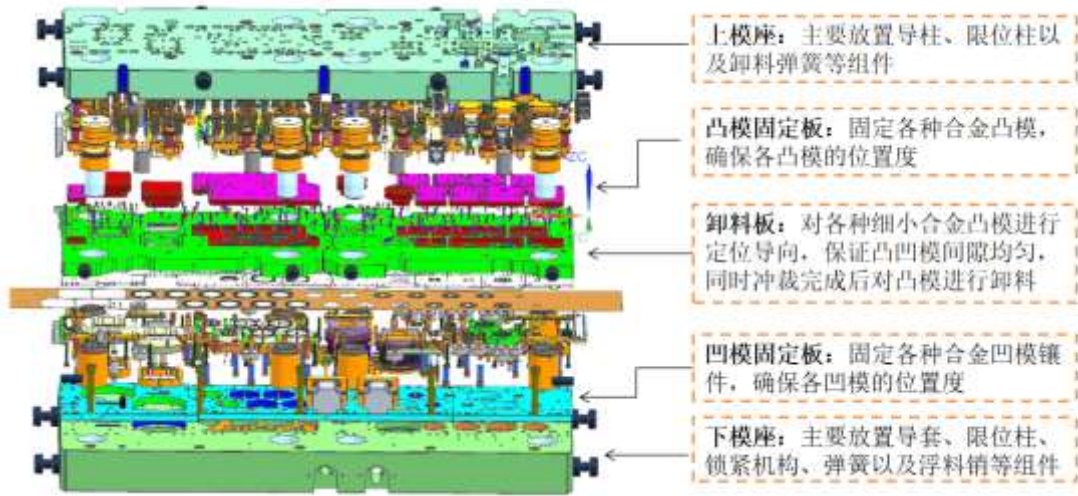 上模座：主要放置导柱、限位柱以
及卸料弹簧等组件
凸模固定板：固定各种合金凸模，
确保各凸模的位置度
卸料板：对各种细小合金凸模进行
定位导向，保证凸凹模间隙均匀，
同时冲裁完成后对凸模进行卸料
凹模固定板：固定各种合金凹模镶
件，确保各凹模的位置度
下模座：主要放置导套、限位柱、
锁紧机构、弹簧以及浮料销等组件